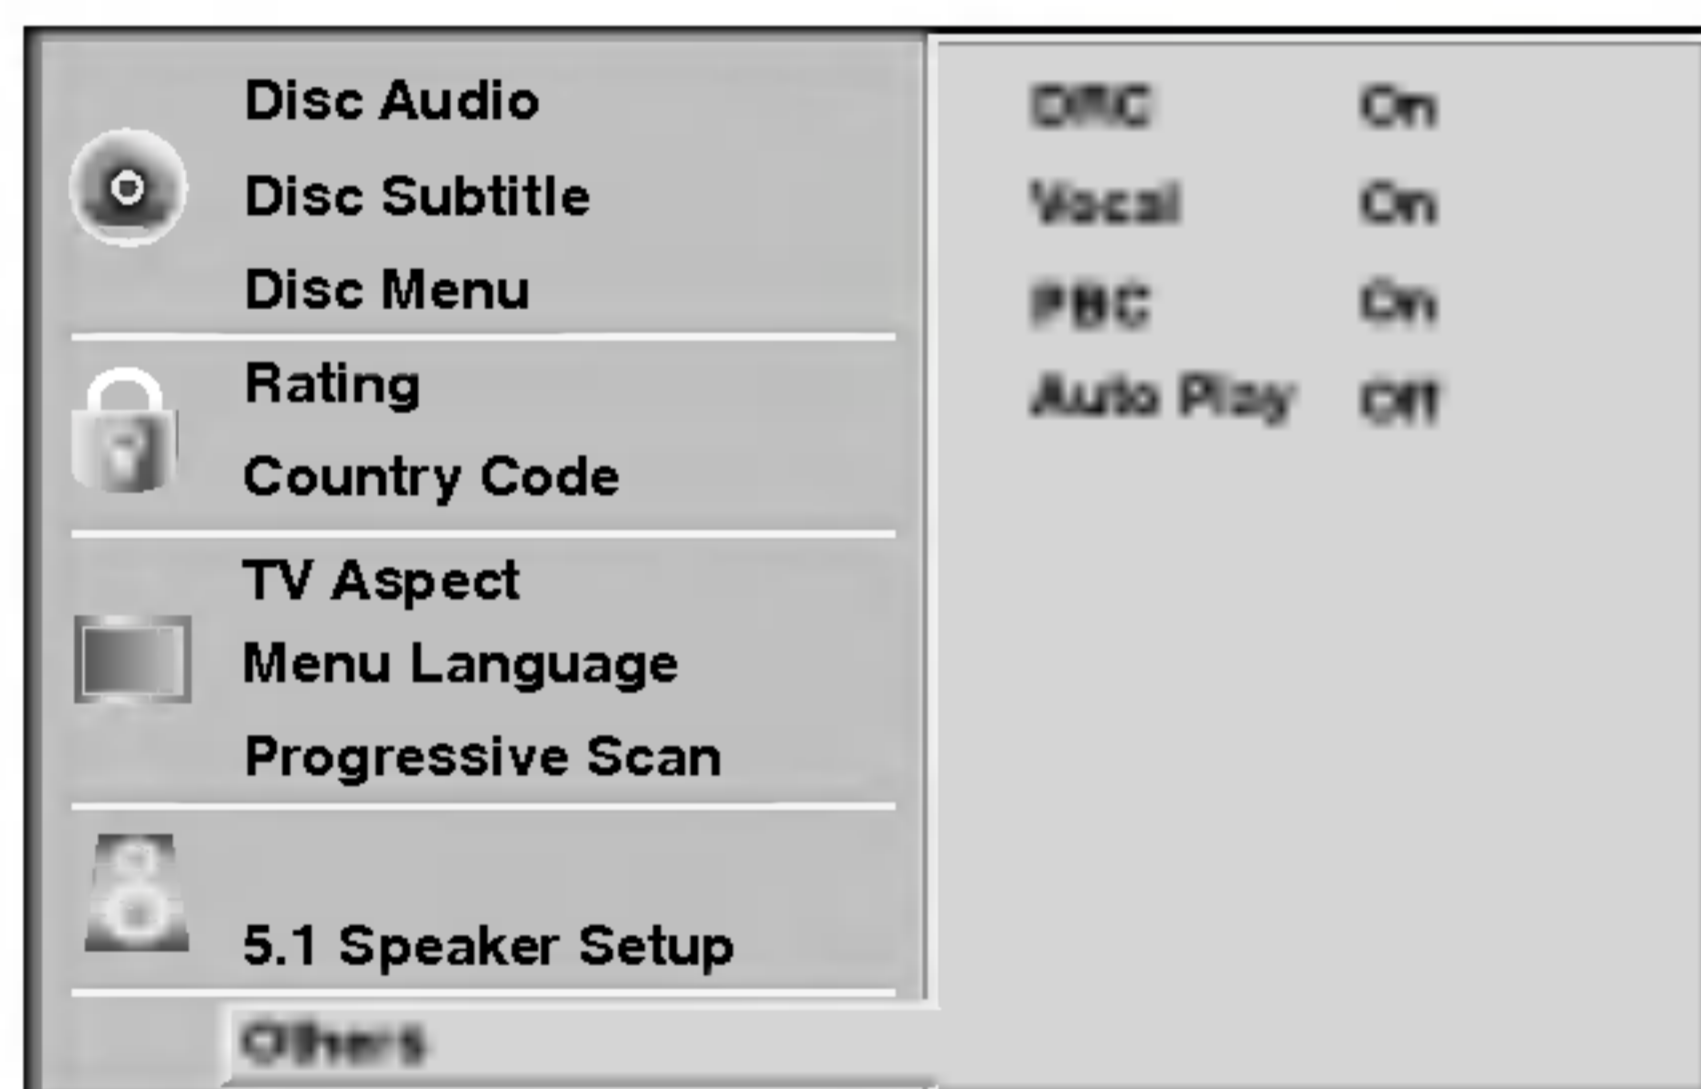 Disc Audio
Disc Subtitle
Disc Menu
Rating
Country Code
TV Aspect
Menu Language
Progressive Scan
5.1 Speaker Setup
Others
DRC On
Vocal On
PBC On
Auto Play Off